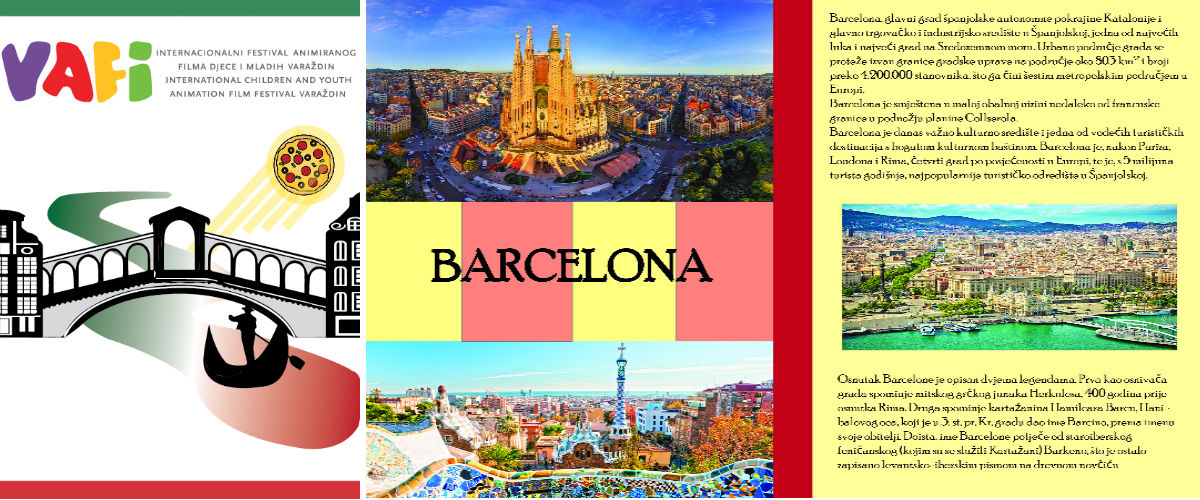 VAFi
INTERNACIONALNI FESTIVAL ANIMIRANOG
FILMA DJECE I MLADIH VARAŽDIN
INTERNATIONAL CHILDREN AND YOUTH
ANIMATION FILM FESTIVAL VARAŽDIN
BARCELONA
Barcelona, glavni grad španjolske autonomne pokrajine Katalonije i
glavno trgovačko i industrijsko središte u Španjolskoj, jedna od najvećih
luka i najveći grad na Sredozemnom moru. Urbano područje grada se
proteže izvan granice gradske uprave na područje oko 803 km² i broji
preko 4.200.000 stanovnika, što ga čini šestim metropolskim područjem u
Europi.
Barcelona je smještena u maloj obalnoj nizini nedaleko od francuske
granice u podnožju planine Collserola.
Barcelona je danas važno kulturno središte i jedna od vodećih turističkih
destinacija s bogatom kulturnom baštinom. Barcelona je, nakon Pariza,
Londona i Rima, četvrti grad po posjećenosti u Europi, te je, s 5 milijuna
turista godišnje, najpopularnije turističko odredište u Španjolskoj.
Osnutak Barcelone je opisan dvjema legendama. Prva kao osnivača
grada spominje mitskog grčkog junaka Herkulesa, 400 godina prije
osnutka Rima. Druga spominje kartažanina Hamilcara Barcu, Hani-
balovog oca, koji je u 3. st. pr. Kr. gradu dao ime Barcino, prema imenu
svoje obitelji. Doista, ime Barcelone potječe od staroiberskog
feničanskog (kojim su se služili Kartažani) Barkeno, što je ostalo
zapisano levantsko-iberskim pismom na drevnom novčiću